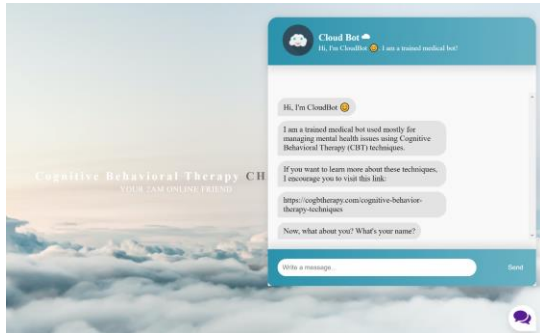 Cloud Bot
Hi, I'm CloudBot 😊, I am a trained medical bot!
Hi, I'm CloudBot 😊
I am a trained medical bot used mostly for
managing mental health issues using Cognitive
Behavioral Therapy (CBT) techniques.
If you want to learn more about these techniques,
I encourage you to visit this link:
https://cogbtherapy.com/cognitive-behavior-
therapy-techniques
Now, what about you? What's your name?
Cognitive Behavioral Therapy CH
YOUR 2AM ONLINE FRIEND
Write a message...
Send